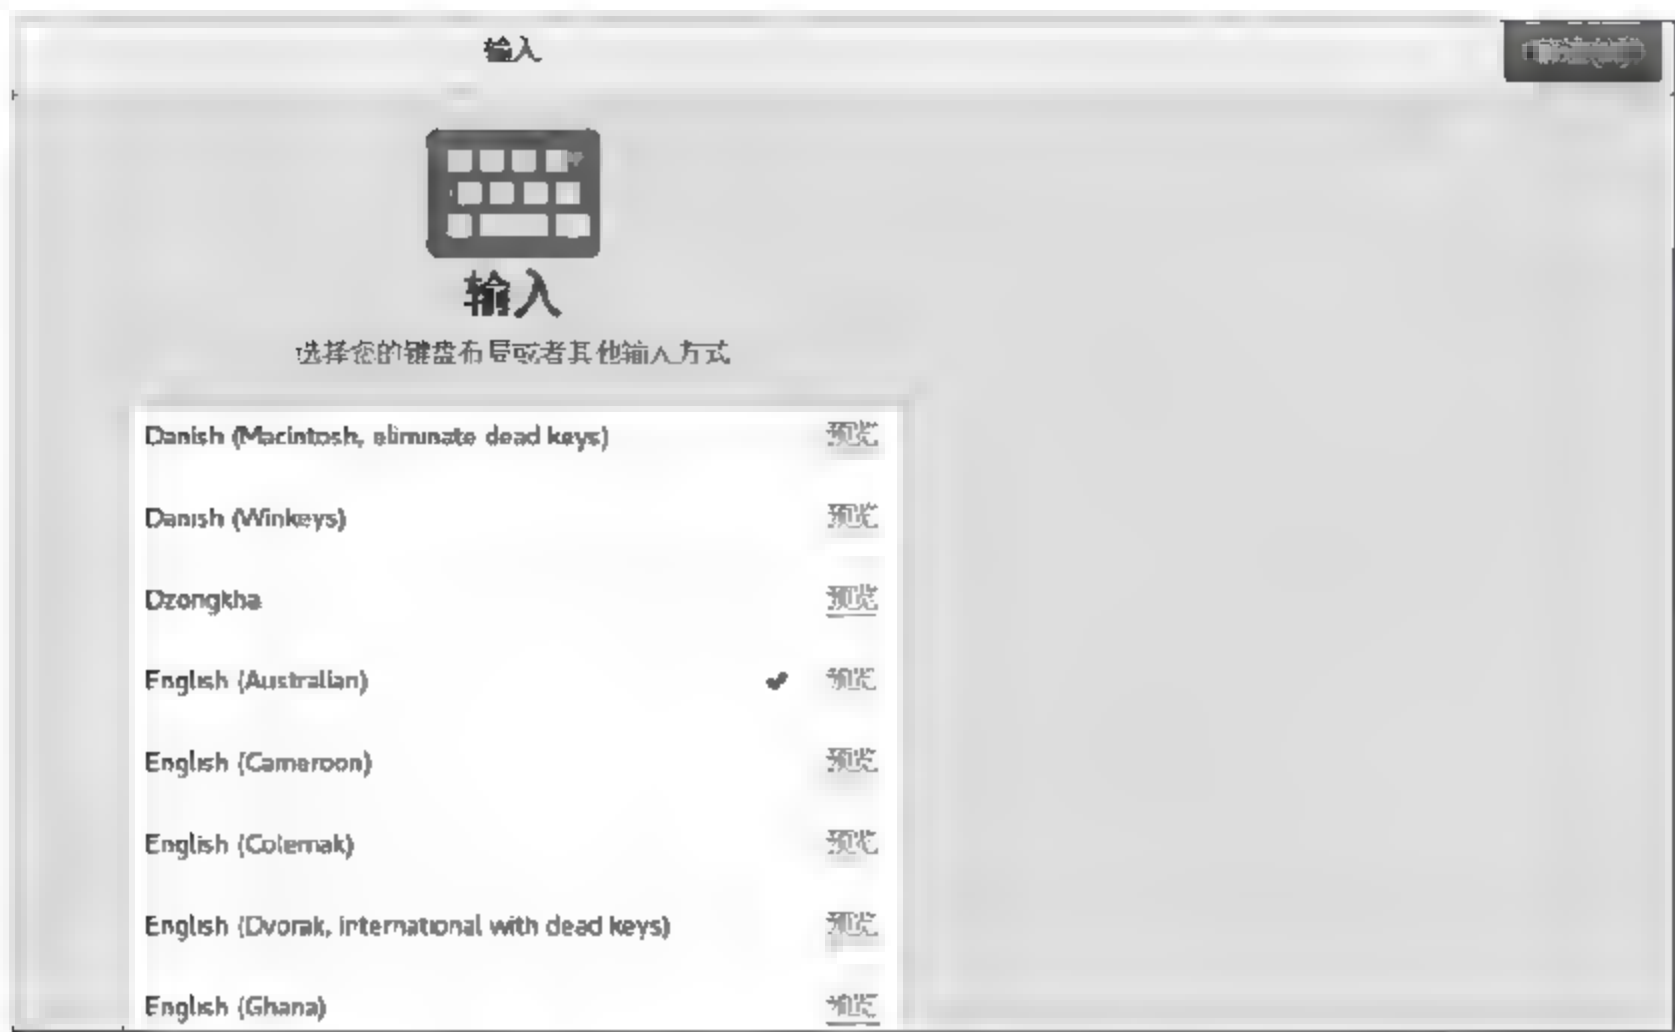 输入
输入
选择您的键盘布局或者其他输入方式
Danish (Macintosh, eliminate dead keys) 预览
Danish (Winkeys) 预览
Dzongkha 预览
English (Australian) 预览
English (Cameroon) 预览
English (Colemak) 预览
English (Dvorak, international with dead keys) 预览
English (Ghana) 预览